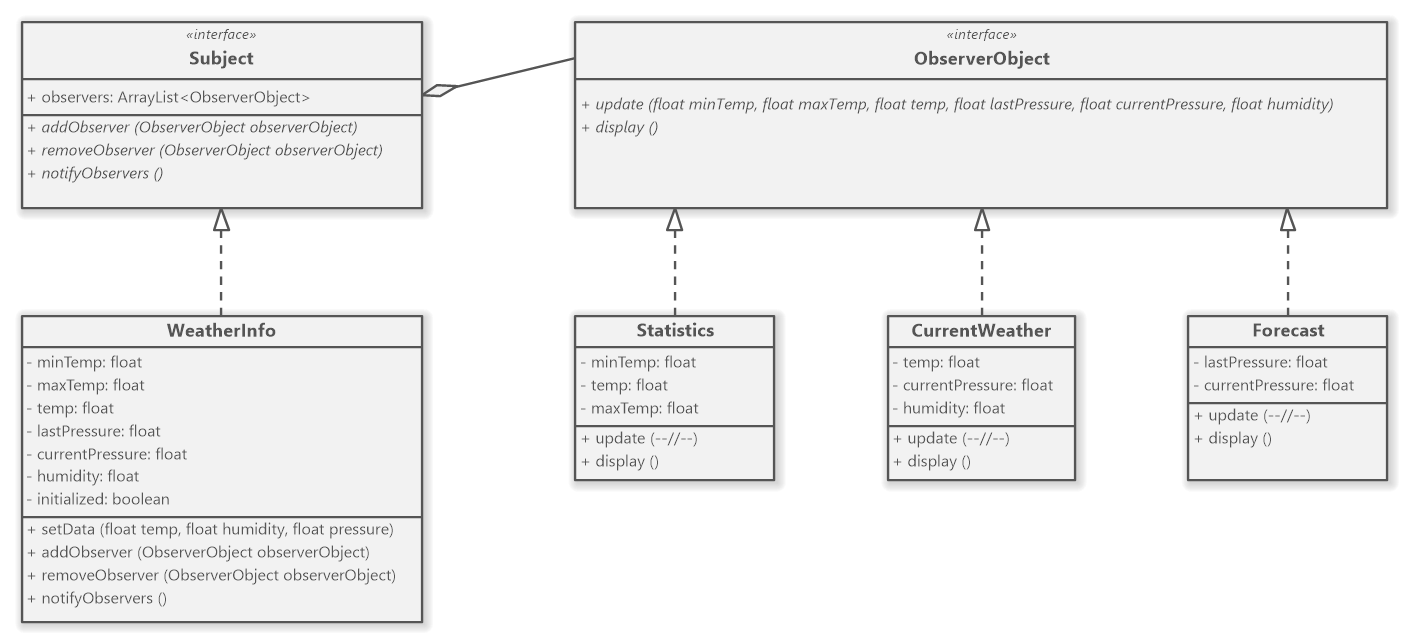 «interface»
Subject
+ observers: ArrayList<ObserverObject>
+ addObserver (ObserverObject observerObject)
+ removeObserver (ObserverObject observerObject)
+ notifyObservers ()
«interface»
ObserverObject
+ update (float minTemp, float maxTemp, float temp, float lastPressure, float currentPressure, float humidity)
+ display ()
WeatherInfo
- minTemp: float
- maxTemp: float
- temp: float
- lastPressure: float
- currentPressure: float
- humidity: float
- initialized: boolean
+ setData (float temp, float humidity, float pressure)
+ addObserver (ObserverObject observerObject)
+ removeObserver (ObserverObject observerObject)
+ notifyObservers ()
Statistics
- minTemp: float
- temp: float
- maxTemp: float
+ update (--//--)
+ display ()
CurrentWeather
- temp: float
- currentPressure: float
- humidity: float
+ update (--//--)
+ display ()
Forecast
- lastPressure: float
- currentPressure: float
+ update (--//--)
+ display ()